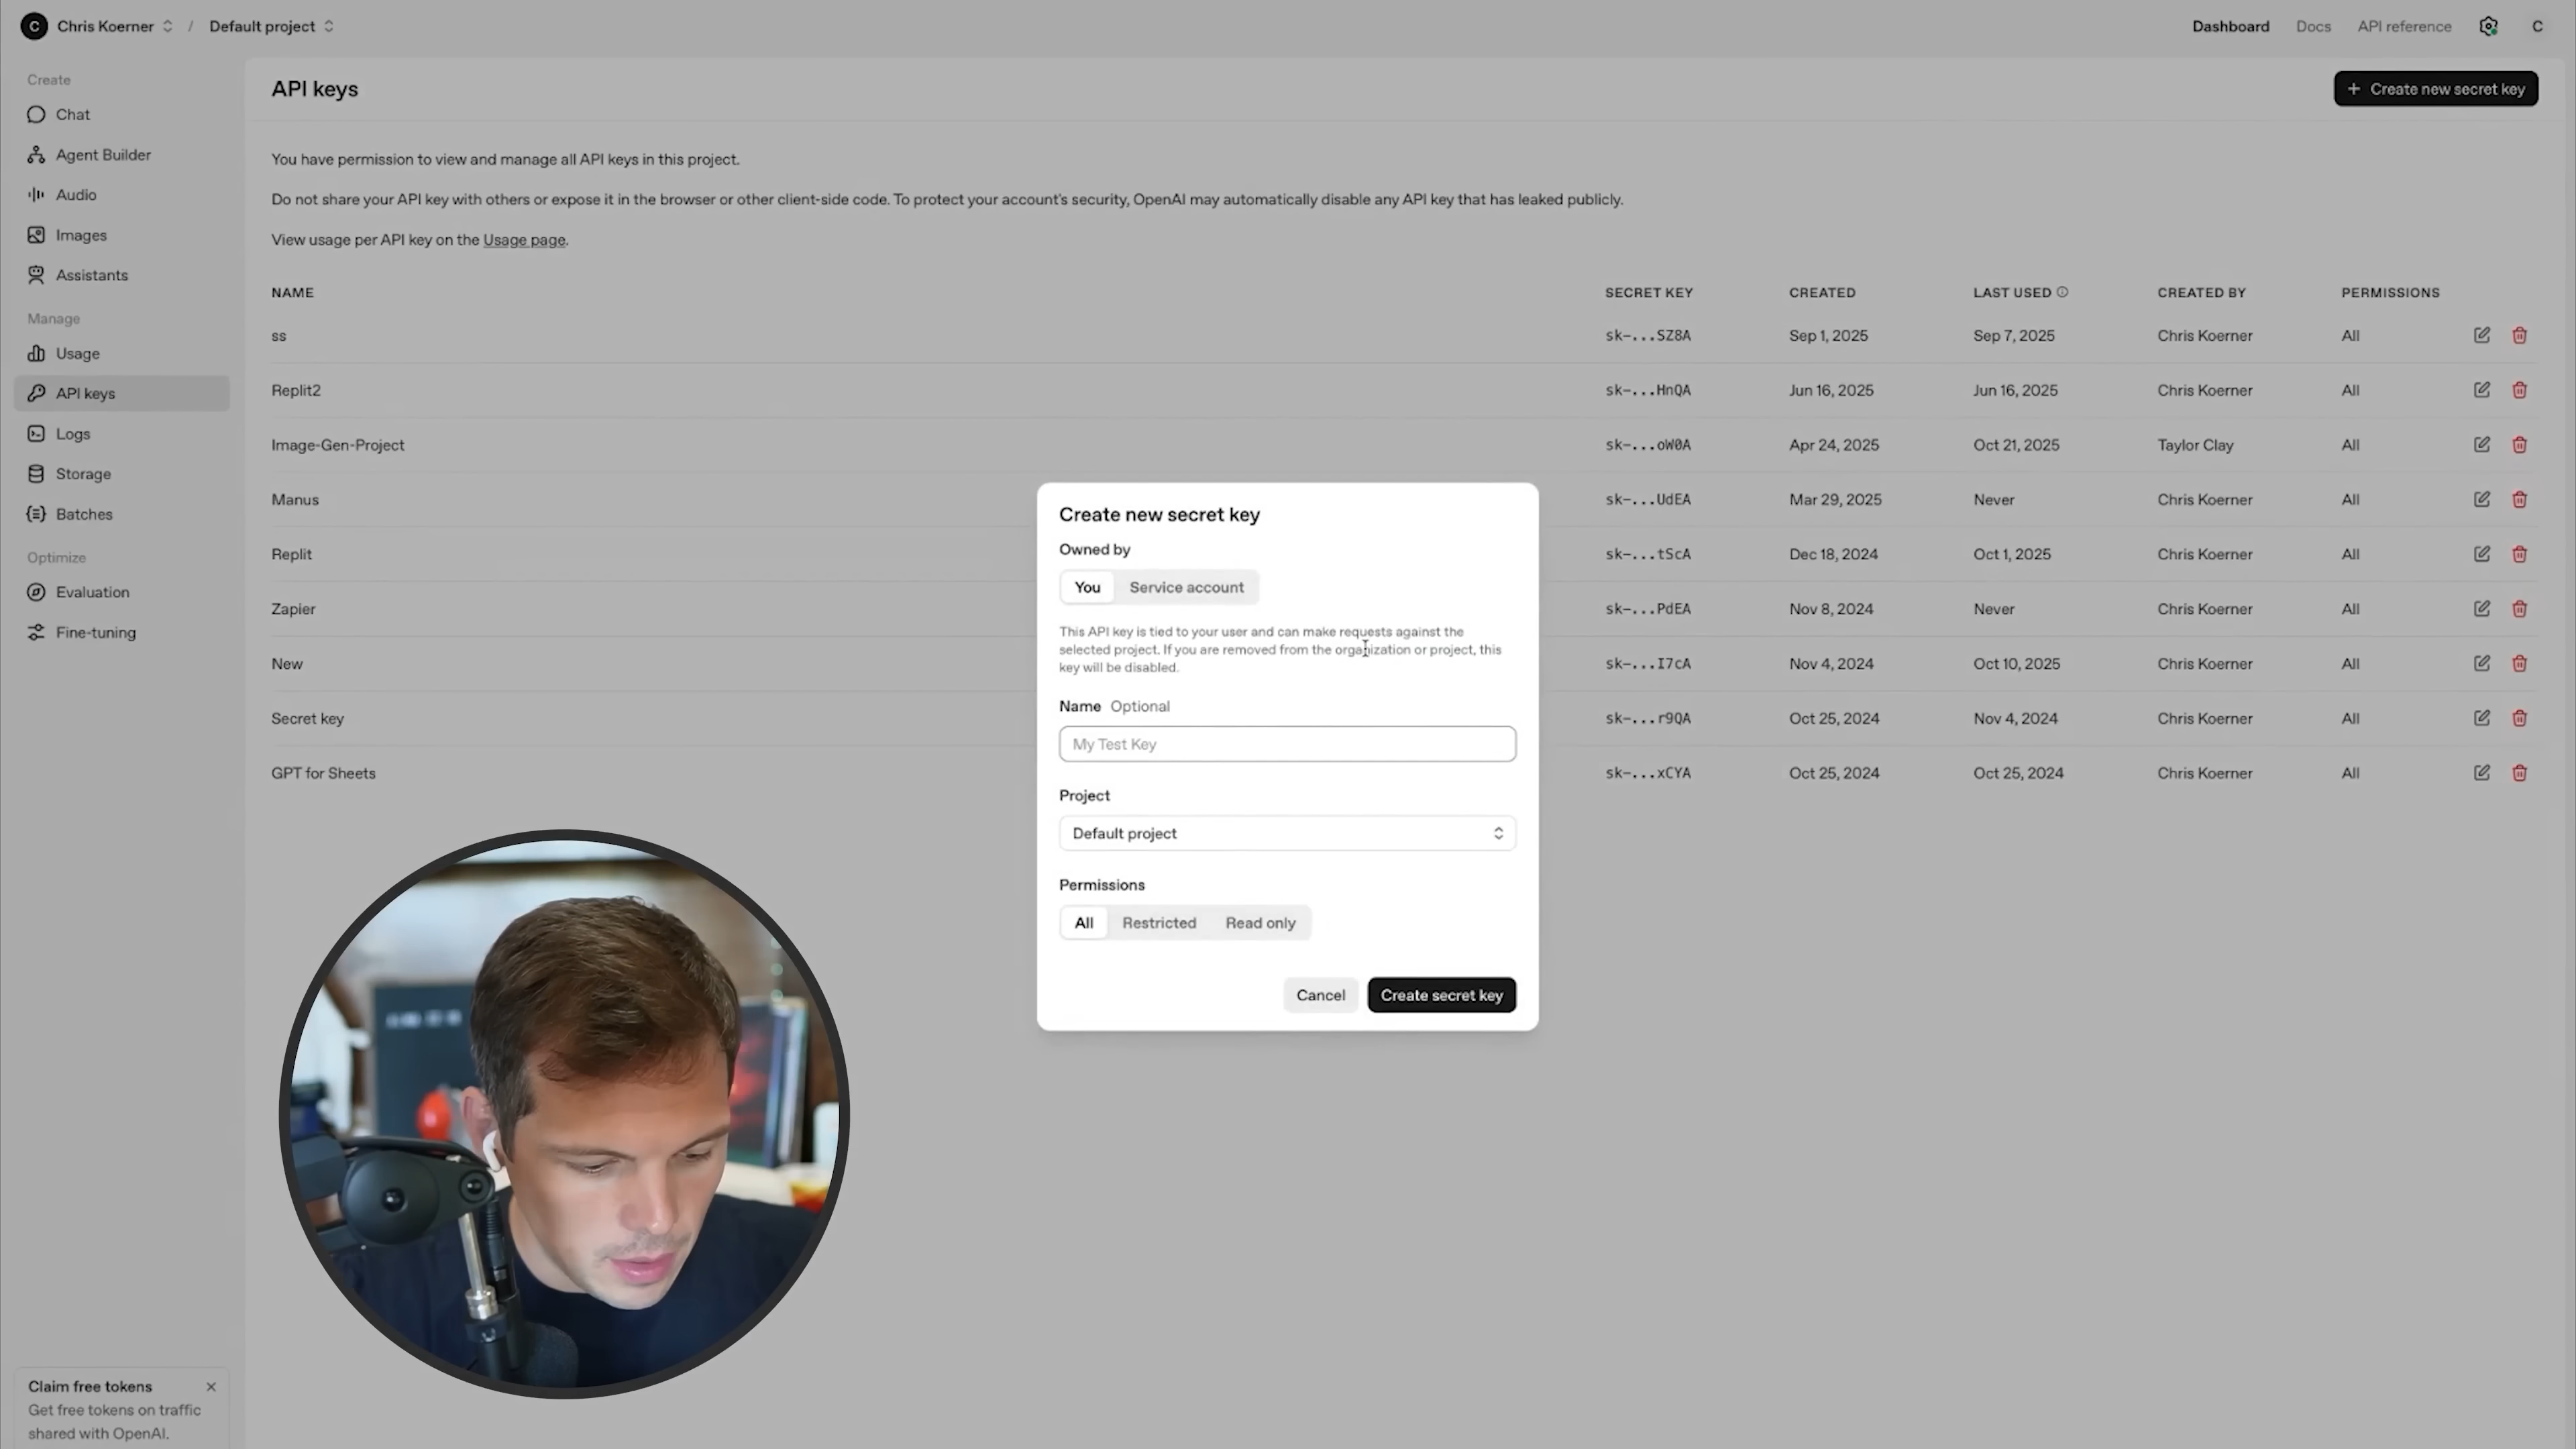 C Chris Koerner / Default project
Dashboard Docs API reference C
Create
Chat
Agent Builder
Audio
Images
Assistants
Manage
Usage
API keys
Logs
Storage
Batches
Optimize
Evaluation
Fine-tuning
Claim free tokens
Get free tokens on traffic
shared with OpenAI.
API keys
+ Create new secret key
You have permission to view and manage all API keys in this project.
Do not share your API key with others or expose it in the browser or other client-side code. To protect your account's security, OpenAI may automatically disable any API key that has leaked publicly.
View usage per API key on the Usage page.
NAME SECRET KEY CREATED LAST USED CREATED BY PERMISSIONS
ss sk-...SZ8A Sep 1, 2025 Sep 7, 2025 Chris Koerner All
Replit2 sk-...HnQA Jun 16, 2025 Jun 16, 2025 Chris Koerner All
Image-Gen-Project sk-...oW0A Apr 24, 2025 Oct 21, 2025 Taylor Clay All
Manus sk-...UdEA Mar 29, 2025 Never Chris Koerner All
Replit sk-...tScA Dec 18, 2024 Oct 1, 2025 Chris Koerner All
Zapier sk-...PdEA Nov 8, 2024 Never Chris Koerner All
New sk-...I7cA Nov 4, 2024 Oct 10, 2025 Chris Koerner All
Secret key sk-...r9QA Oct 25, 2024 Nov 4, 2024 Chris Koerner All
GPT for Sheets sk-...xCYA Oct 25, 2024 Oct 25, 2024 Chris Koerner All
Create new secret key
Owned by
You Service account
This API key is tied to your user and can make requests against the
selected project. If you are removed from the organization or project, this
key will be disabled.
Name Optional
My Test Key
Project
Default project
Permissions
All Restricted Read only
Cancel Create secret key